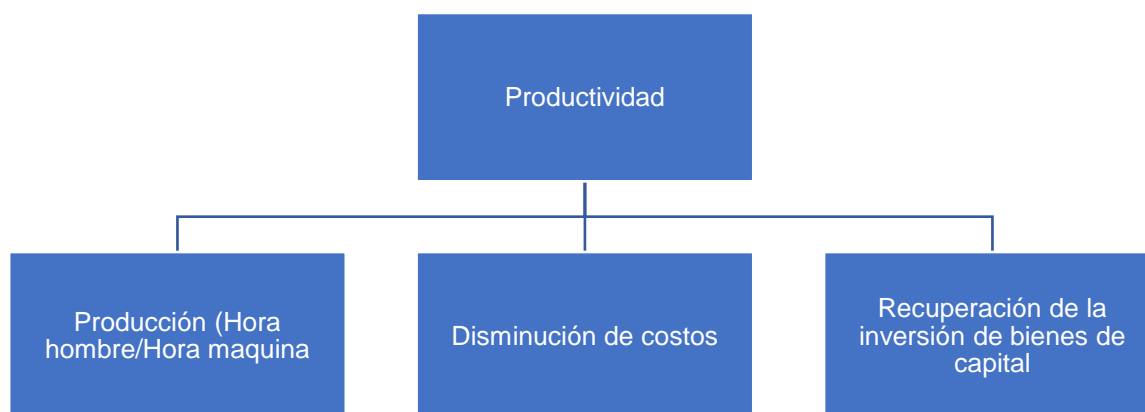 Productividad
Producción (Hora
hombre/Hora maquina
Disminución de costos
Recuperación de la
inversión de bienes de
capital